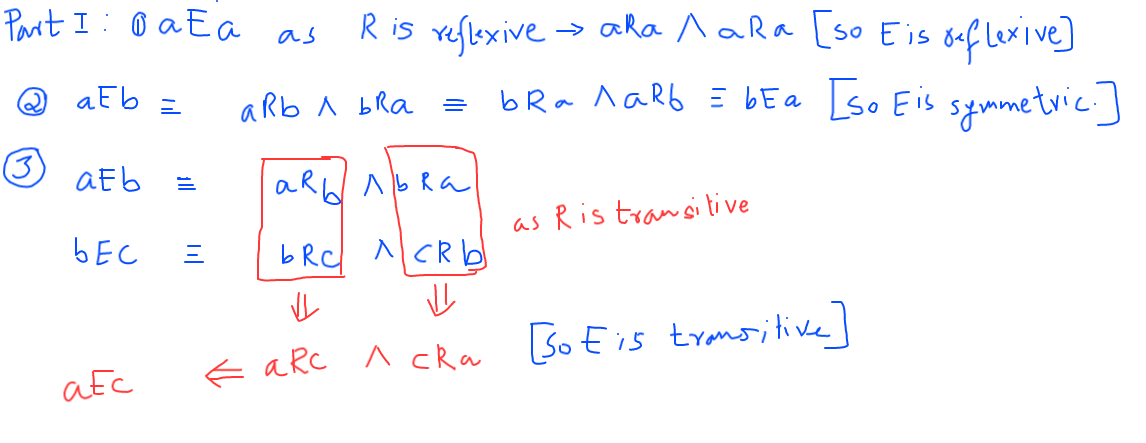 Part I: ① aEa as R is reflexive → aRa ∧ aRa [so E is reflexive]
② aEb ≡ aRb ∧ bRa ≡ bRa ∧ aRb ≡ bEa [So E is symmetric.]
③ aEb ≡ aRb ∧ bRa
as R is transitive
bEc ≡ bRc ∧ cRb
⇓ ⇓
aEc ⇐ aRc ∧ cRa [So E is transitive]